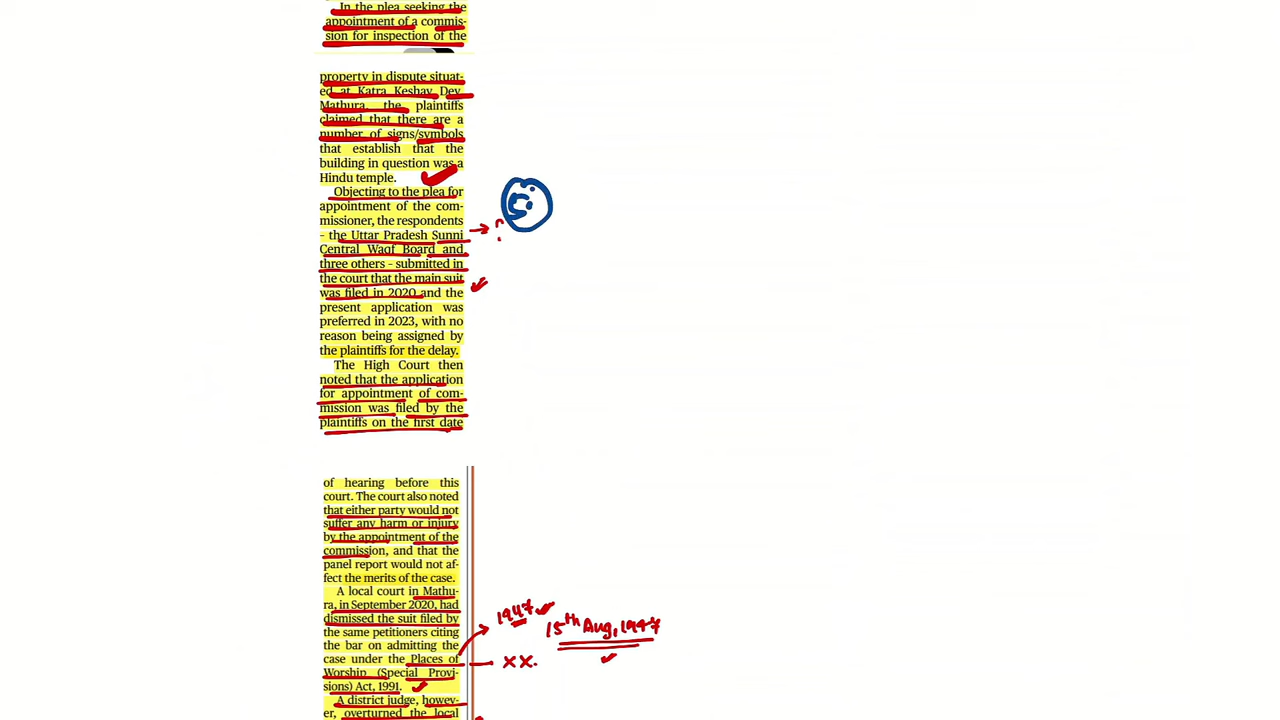 In the plea seeking the
appointment of a commis-
sion for inspection of the
property in dispute situat-
ed at Katra Keshav Dev
Mathura, the plaintiffs
claimed that there are a
number of signs/symbols
that establish that the
building in question was a
Hindu temple.
Objecting to the plea for
appointment of the com-
missioner, the respondents
– the Uttar Pradesh Sunni
Central Waqf Board and
three others – submitted in
the court that the main suit
was filed in 2020 and the
present application was
preferred in 2023, with no
reason being assigned by
the plaintiffs for the delay.
The High Court then
noted that the application
for appointment of com-
mission was filed by the
plaintiffs on the first date
of hearing before this
court. The court also noted
that either party would not
suffer any harm or injury
by the appointment of the
commission, and that the
panel report would not af-
fect the merits of the case.
A local court in Mathu-
ra, in September 2020, had
dismissed the suit filed by
the same petitioners citing
the bar on admitting the
case under the Places of
Worship (Special Provi-
sions) Act, 1991.
A district judge, howev-
er, overturned the local
1947
15th Aug, 1947
XX.